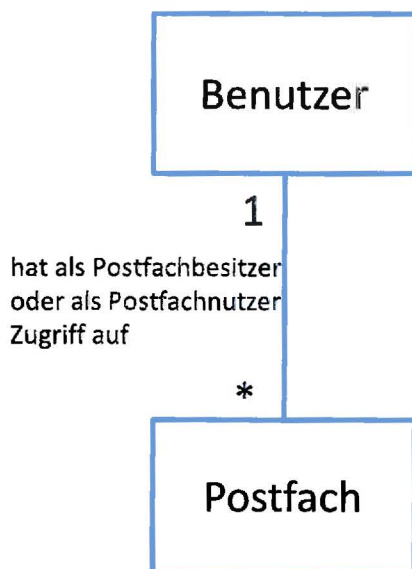 Benutzer
1
hat als Postfachbesitzer
oder als Postfachnutzer
Zugriff auf
*
Postfach